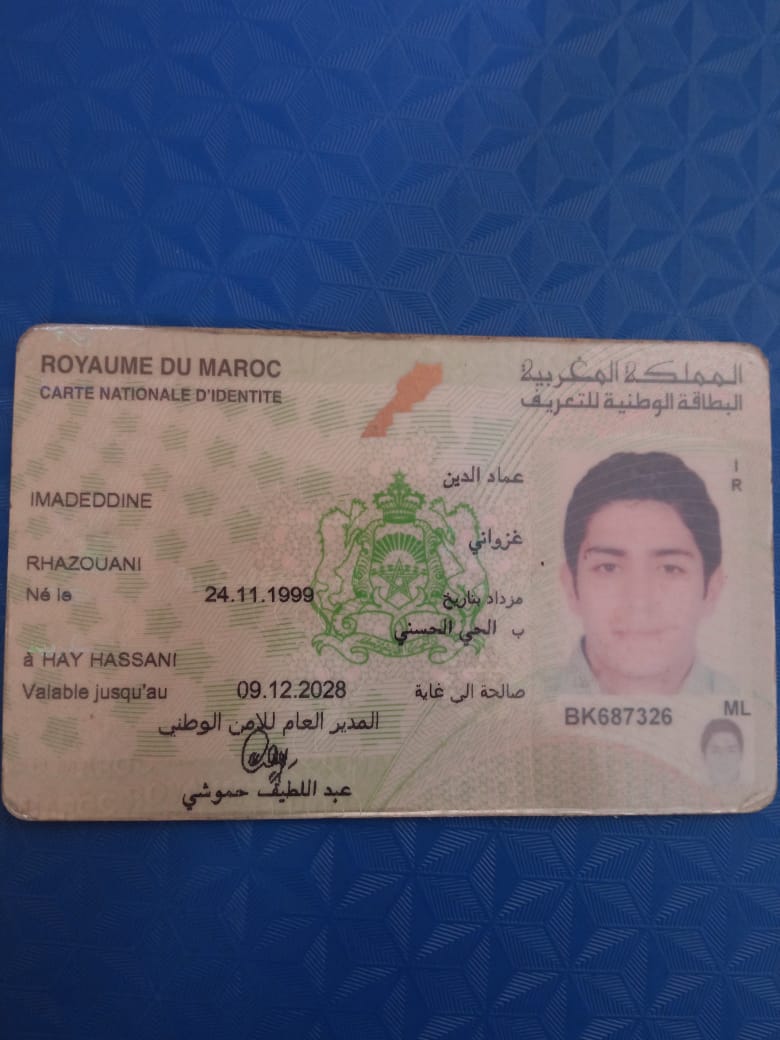 ROYAUME DU MAROC
المملكة المغربية
CARTE NATIONALE D'IDENTITE
البطاقة الوطنية للتعريف
I
R
عماد الدين
IMADEDDINE
غزواني
RHAZOUANI
Né le 24.11.1999 مزداد بتاريخ
ب الحي الحسني
à HAY HASSANI
Valable jusqu'au 09.12.2028 صالحة الى غاية
BK687326
ML
المدير العام للامن الوطني
عبد اللطيف حموشي